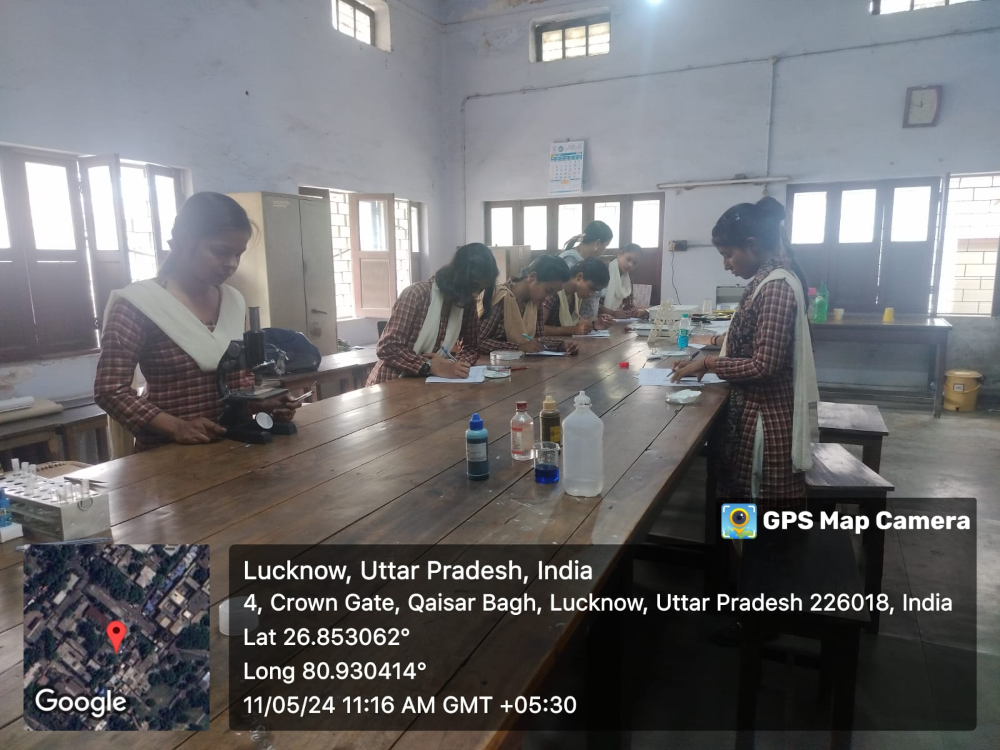 GPS Map Camera
Lucknow, Uttar Pradesh, India
4, Crown Gate, Qaisar Bagh, Lucknow, Uttar Pradesh 226018, India
Lat 26.853062°
Long 80.930414°
11/05/24 11:16 AM GMT +05:30
Google